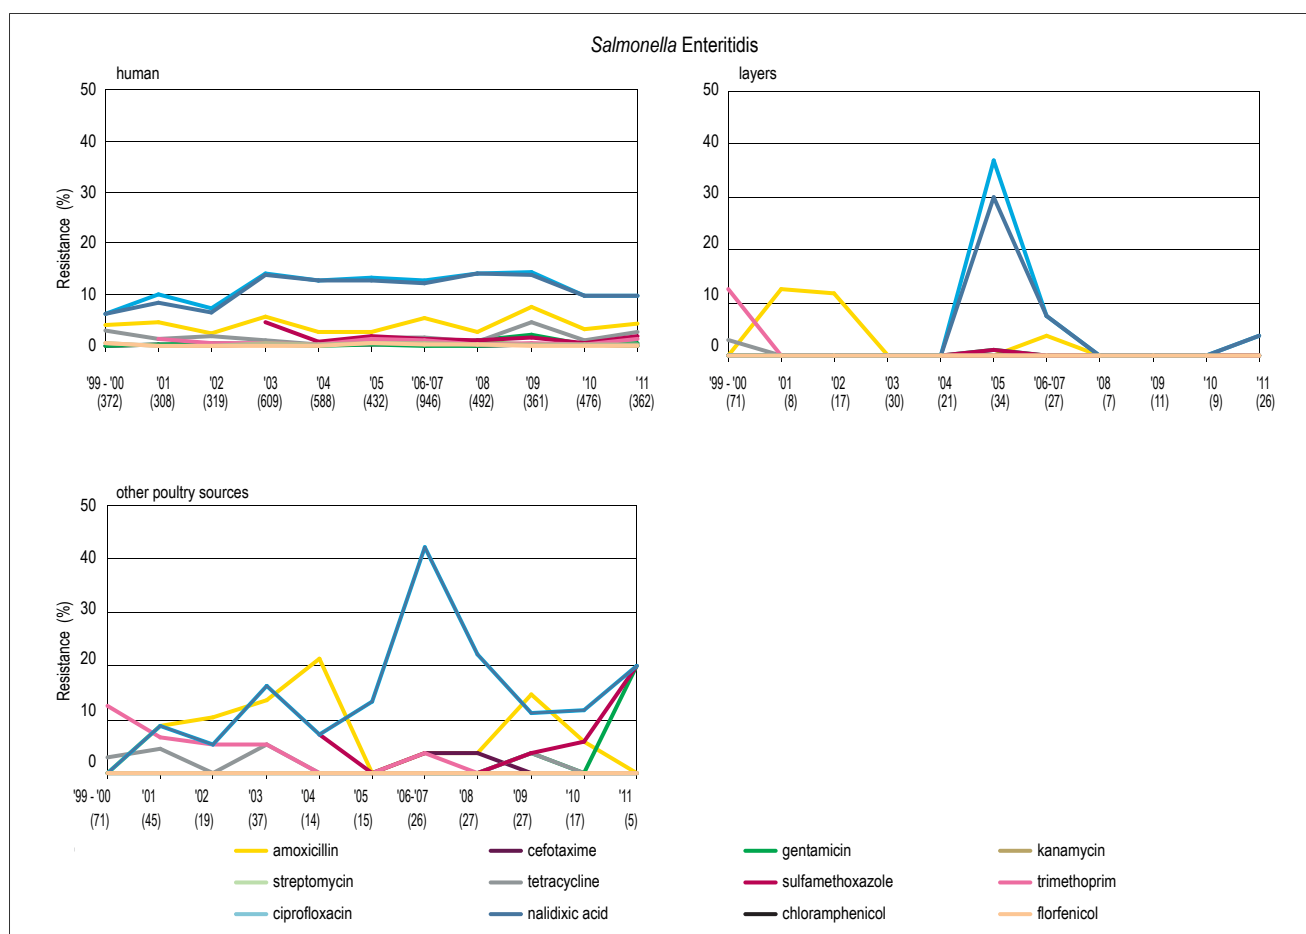 Salmonella Enteritidis
human
50
40
30
20
10
0
Resistance (%)
'99 - '00 '01 '02 '03 '04 '05 '06-'07 '08 '09 '10 '11
(372) (308) (319) (609) (588) (432) (946) (492) (361) (476) (362)
layers
50
40
30
20
10
0
'99 - '00 '01 '02 '03 '04 '05 '06-'07 '08 '09 '10 '11
(71) (8) (17) (30) (21) (34) (27) (7) (11) (9) (26)
other poultry sources
50
40
30
20
10
0
Resistance (%)
'99 - '00 '01 '02 '03 '04 '05 '06-'07 '08 '09 '10 '11
(71) (45) (19) (37) (14) (15) (26) (27) (27) (17) (5)
amoxicillin cefotaxime gentamicin kanamycin
streptomycin tetracycline sulfamethoxazole trimethoprim
ciprofloxacin nalidixic acid chloramphenicol florfenicol